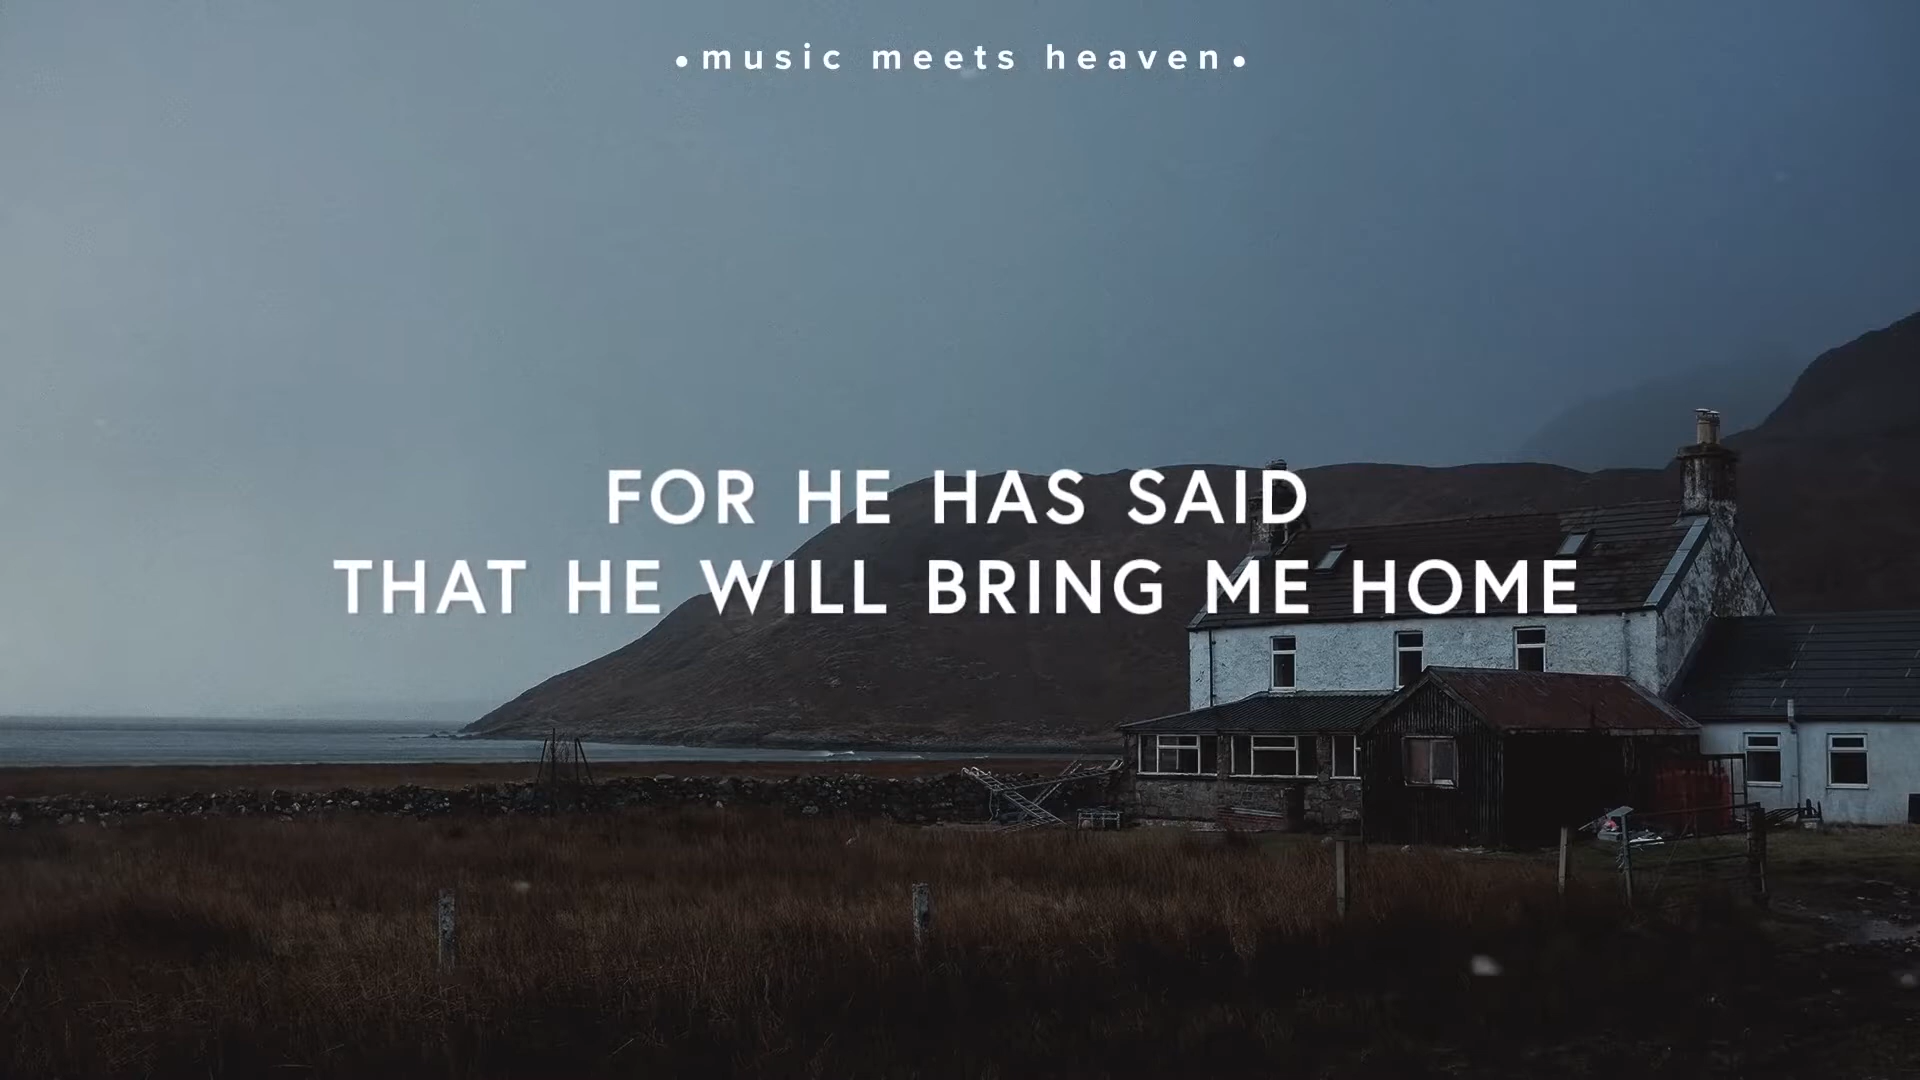 •music meets heaven•
FOR HE HAS SAID
THAT HE WILL BRING ME HOME